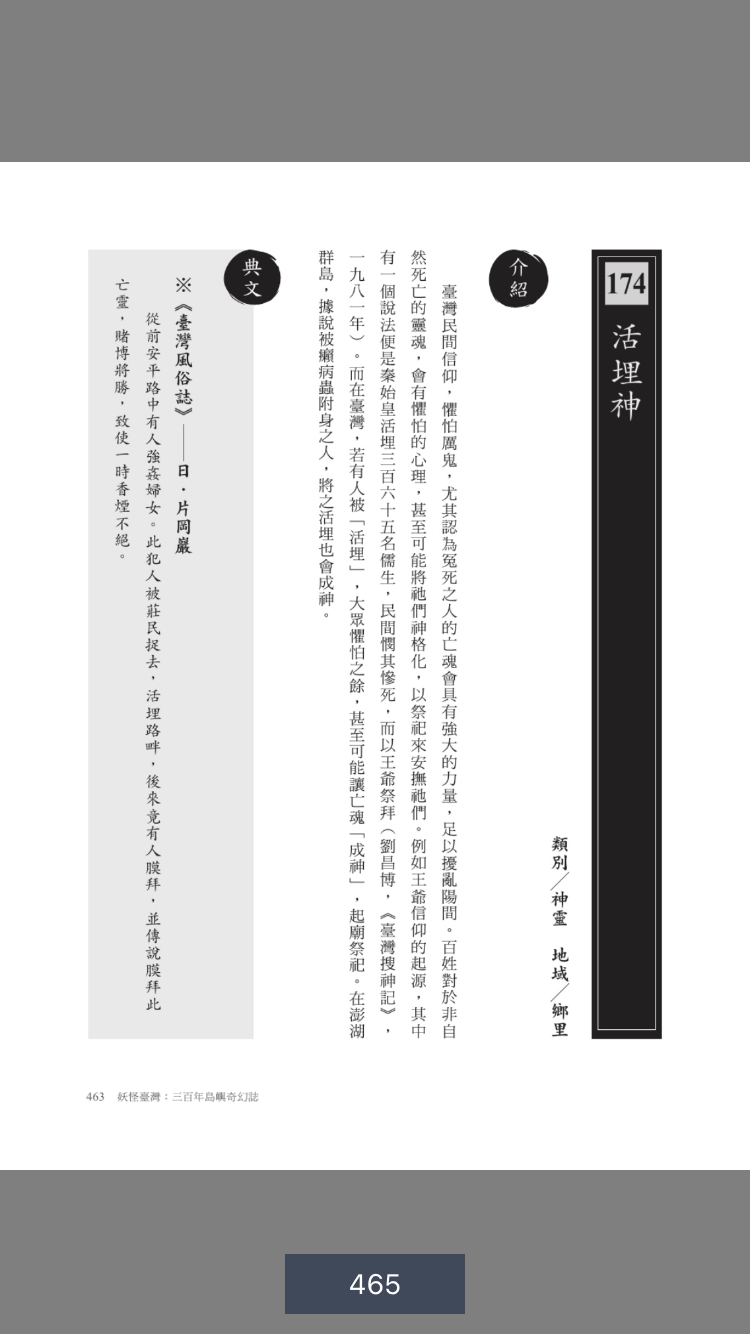 174
活埋神
類別／神靈　地域／鄉里
介紹
臺灣民間信仰，懼怕厲鬼，尤其認為冤死之人的亡魂會具有強大的力量，足以擾亂陽間。百姓對於非自
然死亡的靈魂，會有懼怕的心理，甚至可能將祂們神格化，以祭祀來安撫祂們。例如王爺信仰的起源，其中
有一個說法便是秦始皇活埋三百六十五名儒生，民間憫其慘死，而以王爺祭拜（劉昌博，《臺灣搜神記》，
一九八一年）。而在臺灣，若有人被「活埋」，大眾懼怕之餘，甚至可能讓亡魂「成神」，起廟祭祀。在澎湖
群島，據說被癩病蟲附身之人，將之活埋也會成神。
典文
※《臺灣風俗誌》——日．片岡巖
從前安平路中有人強姦婦女。此犯人被莊民捉去，活埋路畔，後來竟有人膜拜，並傳說膜拜此
亡靈，賭博將勝，致使一時香煙不絕。
463　妖怪臺灣：三百年島嶼奇幻誌
465